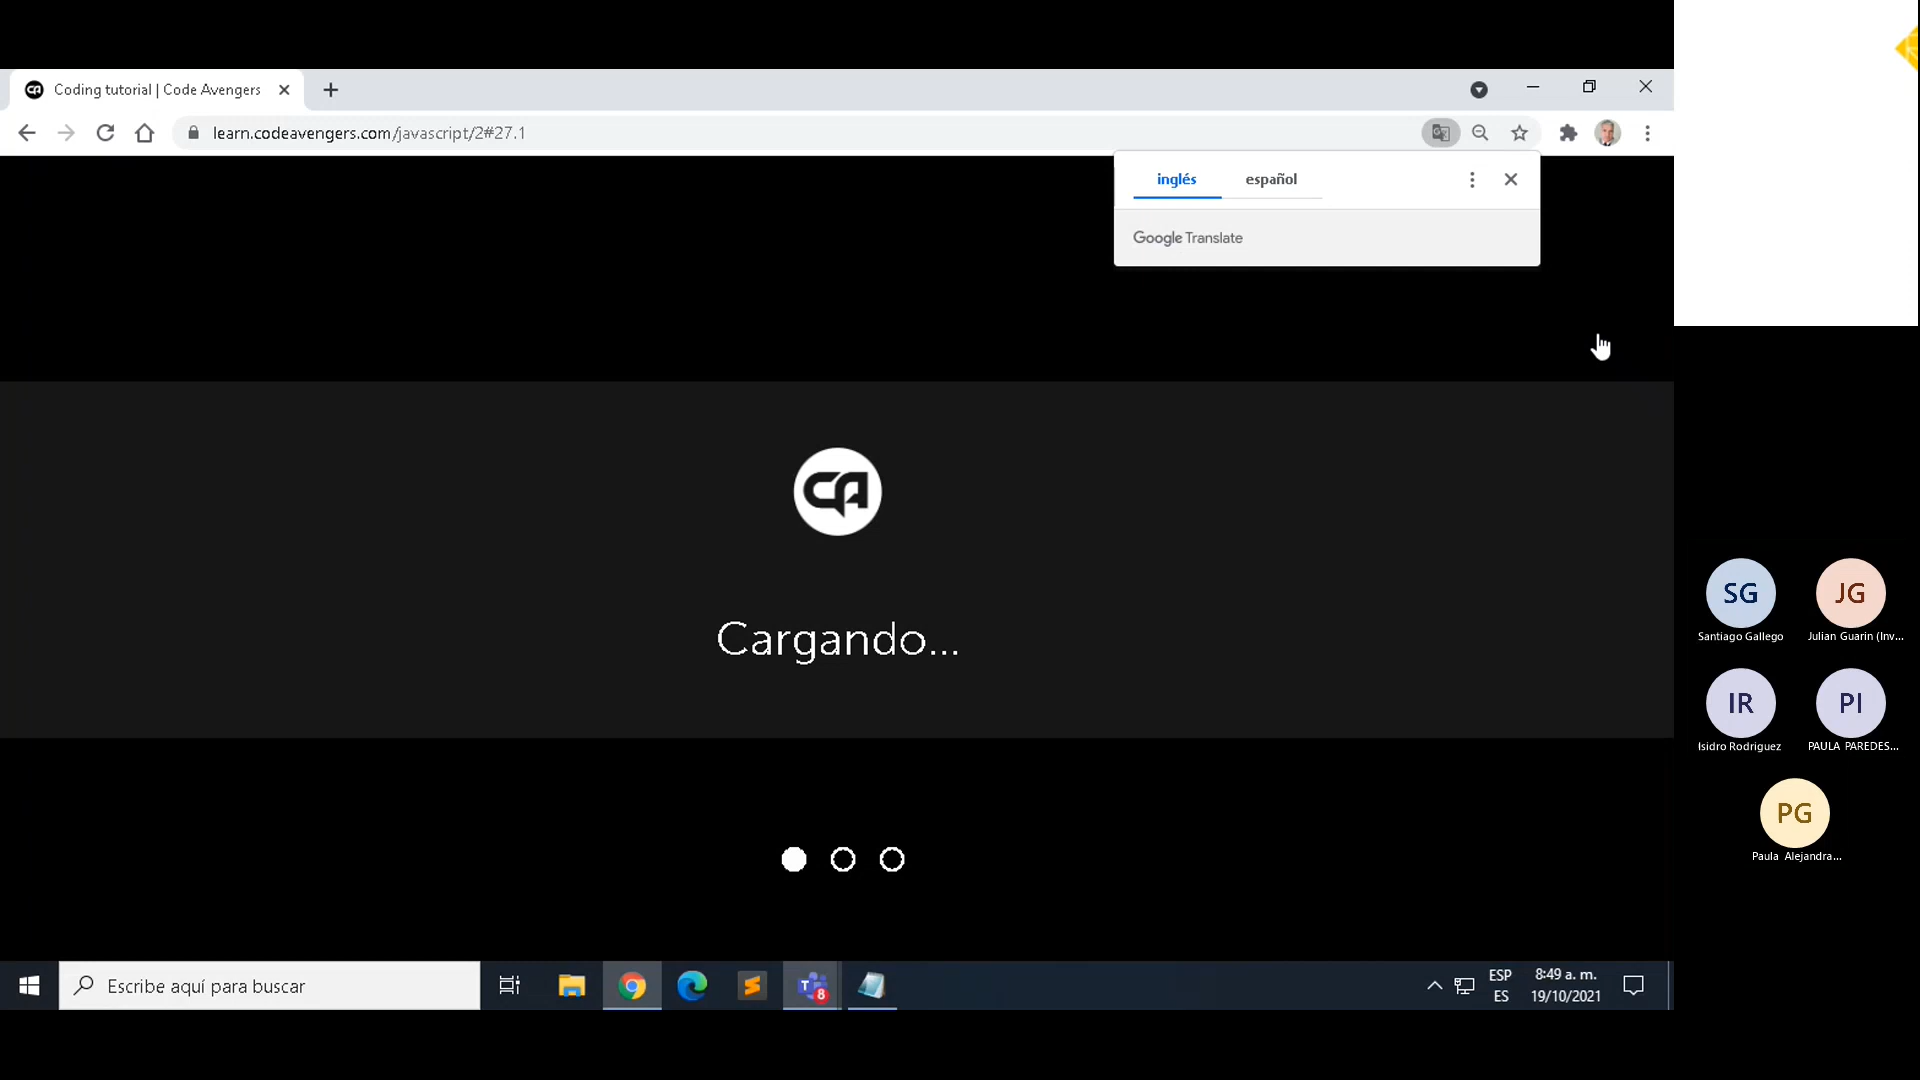 Coding tutorial | Code Avengers
learn.codeavengers.com/javascript/2#27.1
inglés español
Google Translate
CA
Cargando...
SG JG
Santiago Gallego Julian Guarin (Inv...
IR PI
Isidro Rodriguez PAULA PAREDES...
PG
Paula Alejandra...
Escribe aquí para buscar
T 8
ESP
ES
8:49 a. m.
19/10/2021